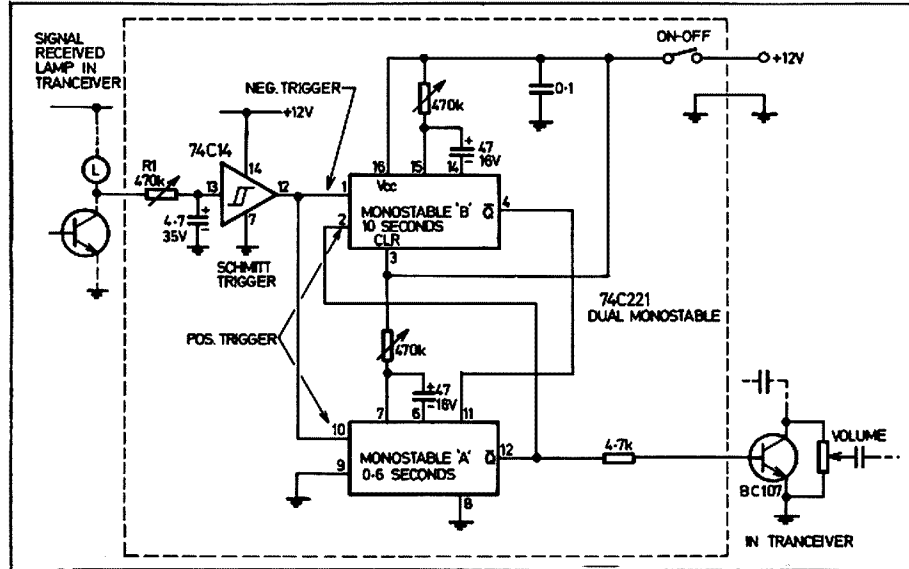 SIGNAL
RECEIVED
LAMP IN
TRANCEIVER
ON-OFF
+12V
NEG. TRIGGER
+12V
470k
0·1
74C14
14
47
16V
16
15
14
L
R1
470k
13
12
1
Vcc
4
MONOSTABLE 'B'
Q̅
10 SECONDS
2
CLR
4·7
35V
7
3
SCHMITT
TRIGGER
74C221
DUAL MONOSTABLE
POS. TRIGGER
470k
47
16V
7
6
11
10
12
4·7k
VOLUME
MONOSTABLE 'A'
Q̅
9
0·6 SECONDS
BC107
8
IN TRANCEIVER